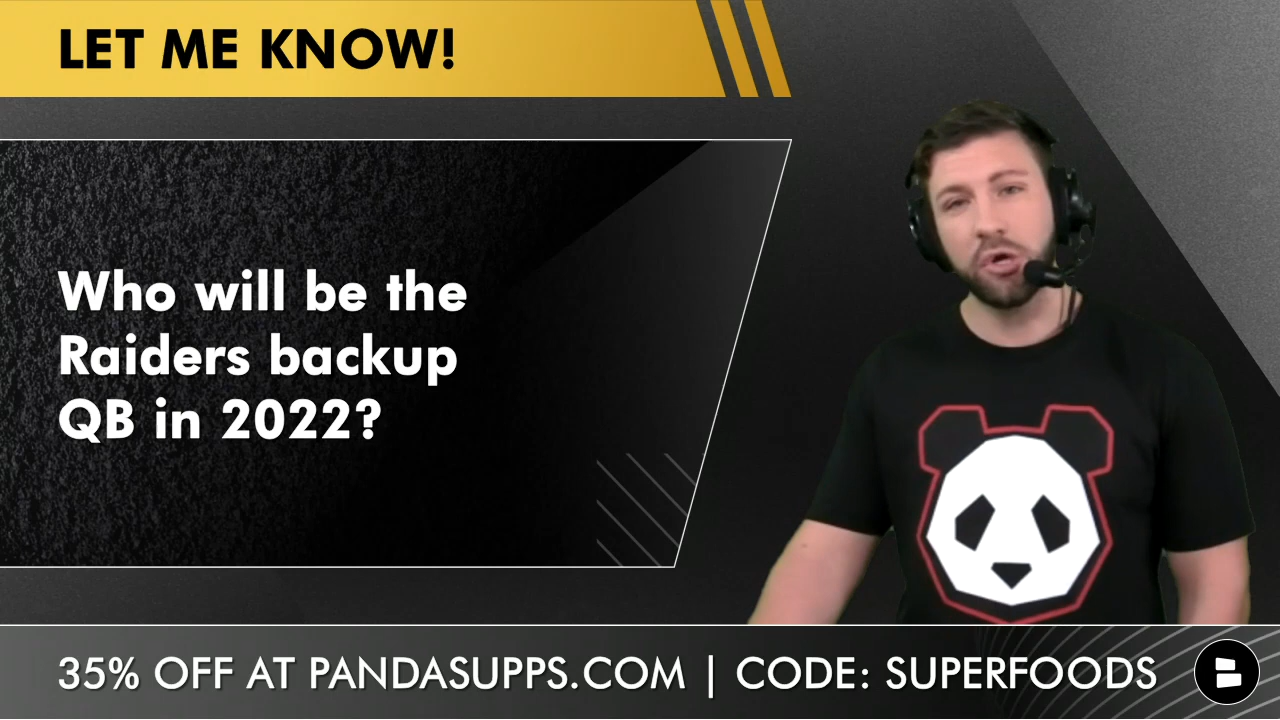 LET ME KNOW!
Who will be the
Raiders backup
QB in 2022?
35% OFF AT PANDASUPPS.COM | CODE: SUPERFOODS